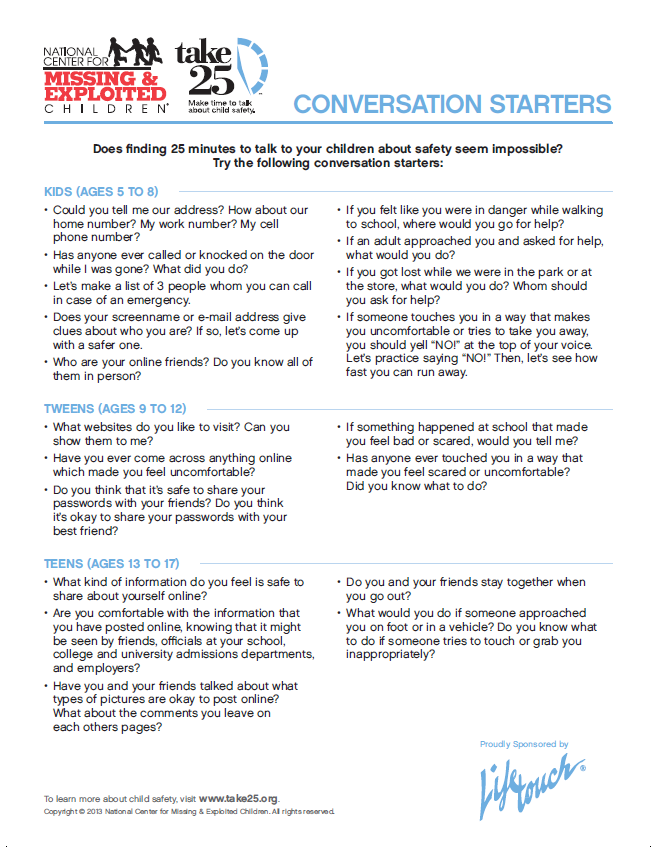 NATIONAL
CENTER FOR
MISSING &
EXPLOITED
CHILDREN®
take
25™
Make time to talk
about child safety.
CONVERSATION STARTERS
Does finding 25 minutes to talk to your children about safety seem impossible?
Try the following conversation starters:
KIDS (AGES 5 TO 8)
• Could you tell me our address? How about our
home number? My work number? My cell
phone number?
• Has anyone ever called or knocked on the door
while I was gone? What did you do?
• Let's make a list of 3 people whom you can call
in case of an emergency.
• Does your screenname or e-mail address give
clues about who you are? If so, let's come up
with a safer one.
• Who are your online friends? Do you know all of
them in person?
• If you felt like you were in danger while walking
to school, where would you go for help?
• If an adult approached you and asked for help,
what would you do?
• If you got lost while we were in the park or at
the store, what would you do? Whom should
you ask for help?
• If someone touches you in a way that makes
you uncomfortable or tries to take you away,
you should yell “NO!” at the top of your voice.
Let's practice saying “NO!” Then, let's see how
fast you can run away.
TWEENS (AGES 9 TO 12)
• What websites do you like to visit? Can you
show them to me?
• Have you ever come across anything online
which made you feel uncomfortable?
• Do you think that it's safe to share your
passwords with your friends? Do you think
it's okay to share your passwords with your
best friend?
• If something happened at school that made
you feel bad or scared, would you tell me?
• Has anyone ever touched you in a way that
made you feel scared or uncomfortable?
Did you know what to do?
TEENS (AGES 13 TO 17)
• What kind of information do you feel is safe to
share about yourself online?
• Are you comfortable with the information that
you have posted online, knowing that it might
be seen by friends, officials at your school,
college and university admissions departments,
and employers?
• Have you and your friends talked about what
types of pictures are okay to post online?
What about the comments you leave on
each others pages?
• Do you and your friends stay together when
you go out?
• What would you do if someone approached
you on foot or in a vehicle? Do you know what
to do if someone tries to touch or grab you
inappropriately?
Proudly Sponsored by
Lifetouch®
To learn more about child safety, visit www.take25.org.
Copyright © 2013 National Center for Missing & Exploited Children. All rights reserved.